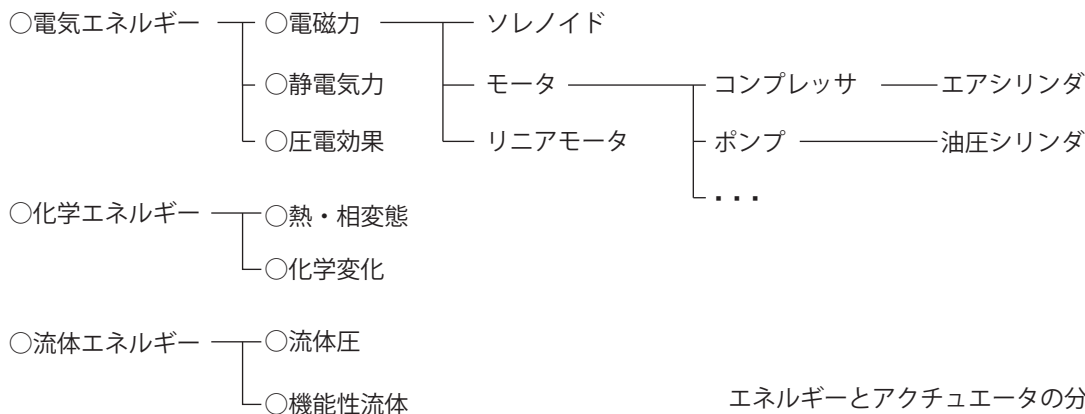 ○電気エネルギー ○電磁力 ソレノイド
○静電気力 モータ コンプレッサ エアシリンダ
○圧電効果 リニアモータ ポンプ 油圧シリンダ
・・・
○化学エネルギー ○熱・相変態
○化学変化
○流体エネルギー ○流体圧
○機能性流体
エネルギーとアクチュエータの分